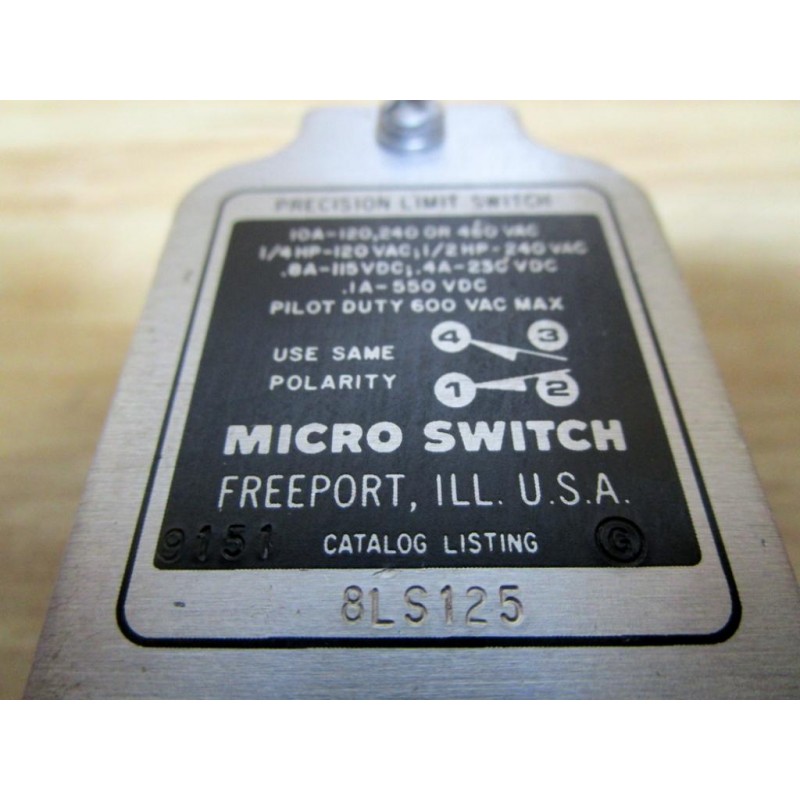 PRECISION LIMIT SWITCH
10A-120,240 OR 480 VAC
1/4 HP-120 VAC; 1/2 HP-240 VAC
.8A-115VDC; .4A-230 VDC
.1A-550 VDC
PILOT DUTY 600 VAC MAX
USE SAME
POLARITY
4 3
1 2
MICRO SWITCH
FREEPORT, ILL. U.S.A.
9151 CATALOG LISTING
8LS125